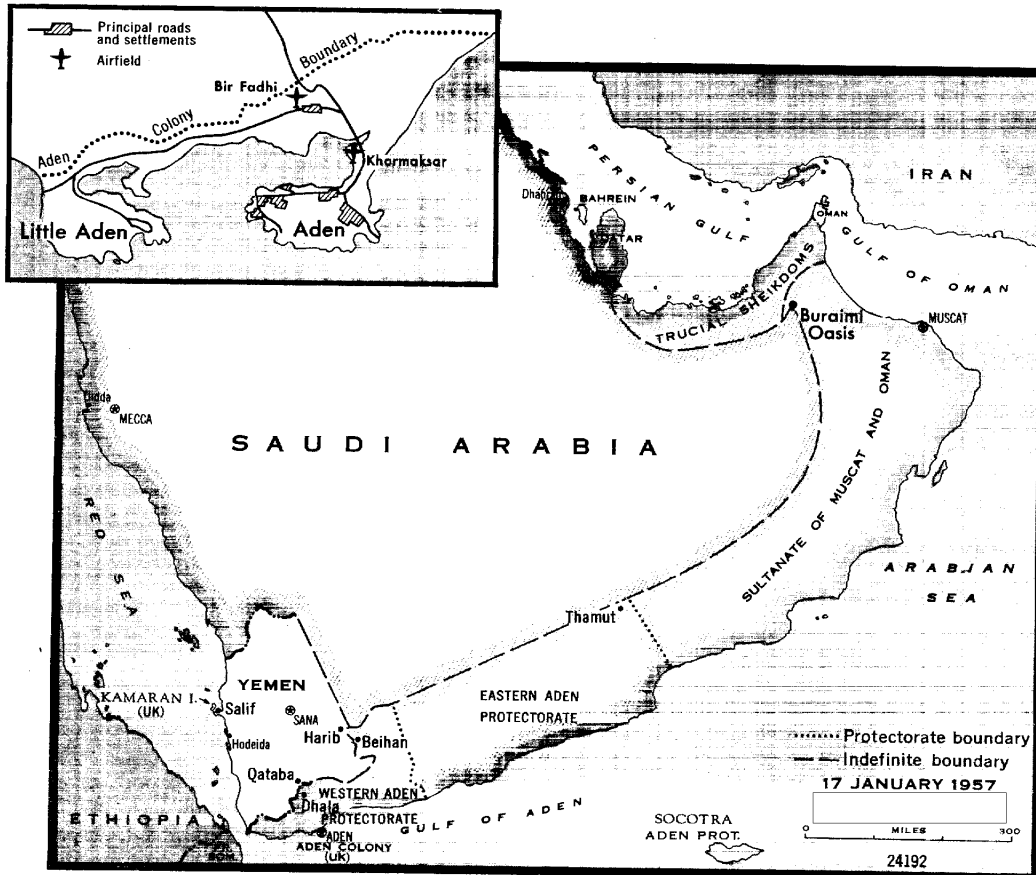 Principal roads
and settlements
Airfield
Bir Fadhi
Boundary
Colony
Aden
Khormaksar
Little Aden
Aden
IRAN
PERSIAN GULF
Dhahran
BAHREIN
QATAR
OMAN
GULF OF OMAN
TRUCIAL SHEIKDOMS
Buraimi
Oasis
MUSCAT
Jidda
MECCA
SAUDI ARABIA
SULTANATE OF MUSCAT AND OMAN
RED SEA
ARABIAN
SEA
Thamut
YEMEN
KAMARAN I.
(UK)
Salif
SANA
EASTERN ADEN
PROTECTORATE
Harib
Beihan
Hodeida
Protectorate boundary
Indefinite boundary
Qataba
17 JANUARY 1957
Dhala
WESTERN ADEN
PROTECTORATE
ETHIOPIA
GULF OF ADEN
ADEN
ADEN COLONY
(UK)
SOCOTRA
ADEN PROT.
0 MILES 300
24192